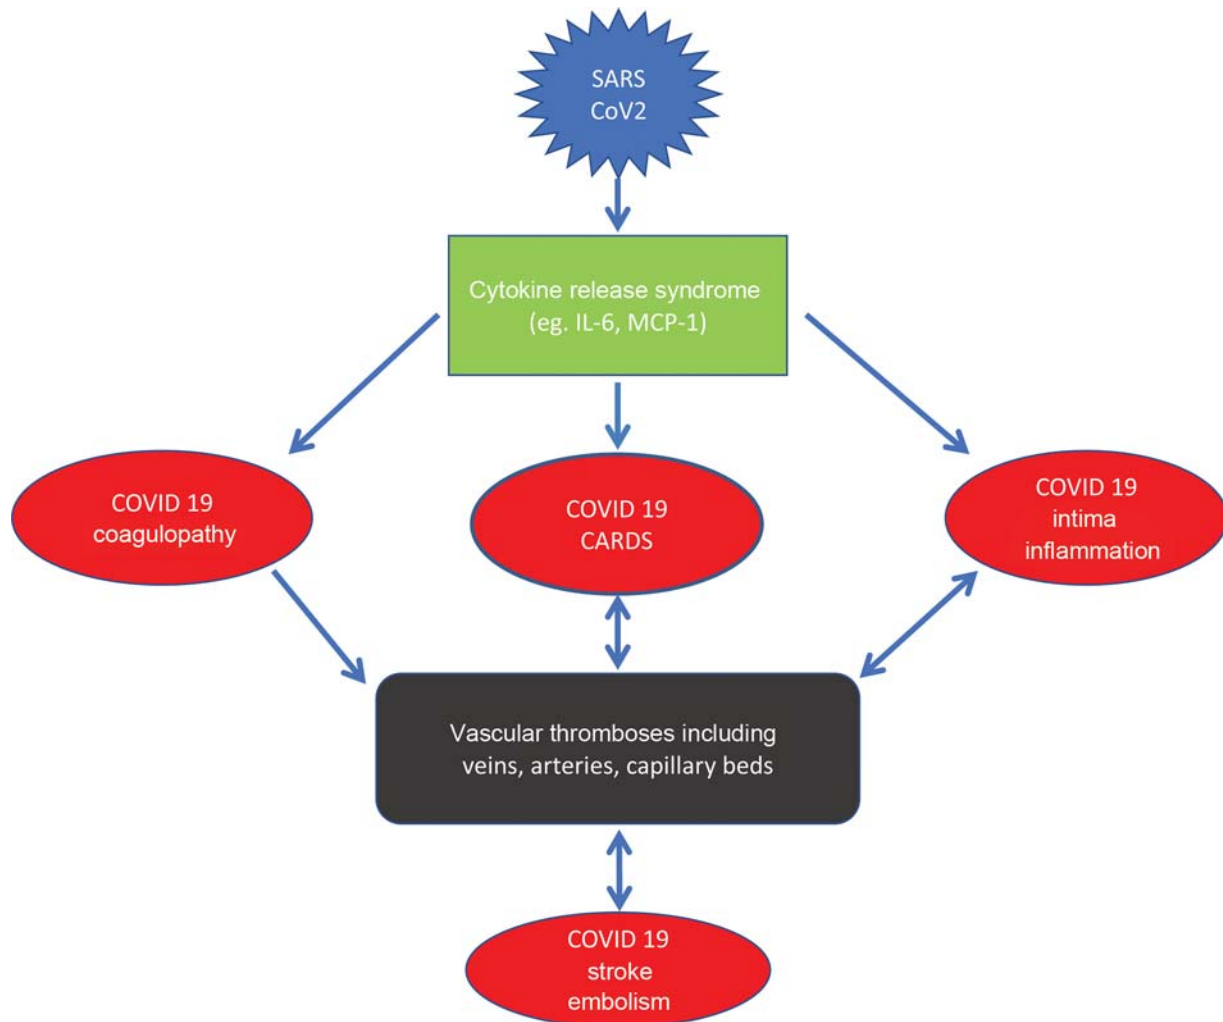 SARS
CoV2
Cytokine release syndrome
(eg. IL-6, MCP-1)
COVID 19
coagulopathy
COVID 19
CARDS
COVID 19
intima
inflammation
Vascular thromboses including
veins, arteries, capillary beds
COVID 19
stroke
embolism